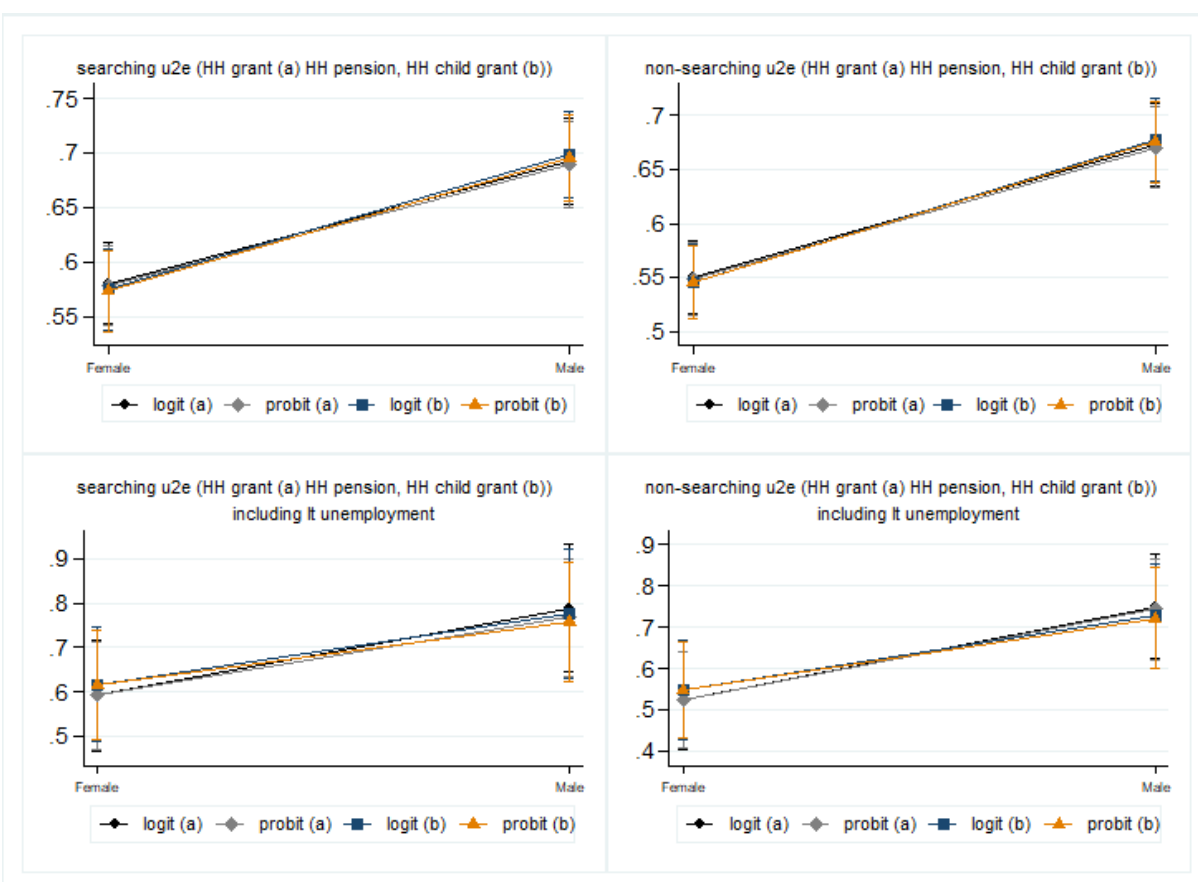 searching u2e (HH grant (a) HH pension, HH child grant (b))
.75
.7
.65
.6
.55
Female
Male
logit (a) probit (a) logit (b) probit (b)
non-searching u2e (HH grant (a) HH pension, HH child grant (b))
.7
.65
.6
.55
.5
Female
Male
logit (a) probit (a) logit (b) probit (b)
searching u2e (HH grant (a) HH pension, HH child grant (b))
including lt unemployment
.9
.8
.7
.6
.5
Female
Male
logit (a) probit (a) logit (b) probit (b)
non-searching u2e (HH grant (a) HH pension, HH child grant (b))
including lt unemployment
.9
.8
.7
.6
.5
.4
Female
Male
logit (a) probit (a) logit (b) probit (b)